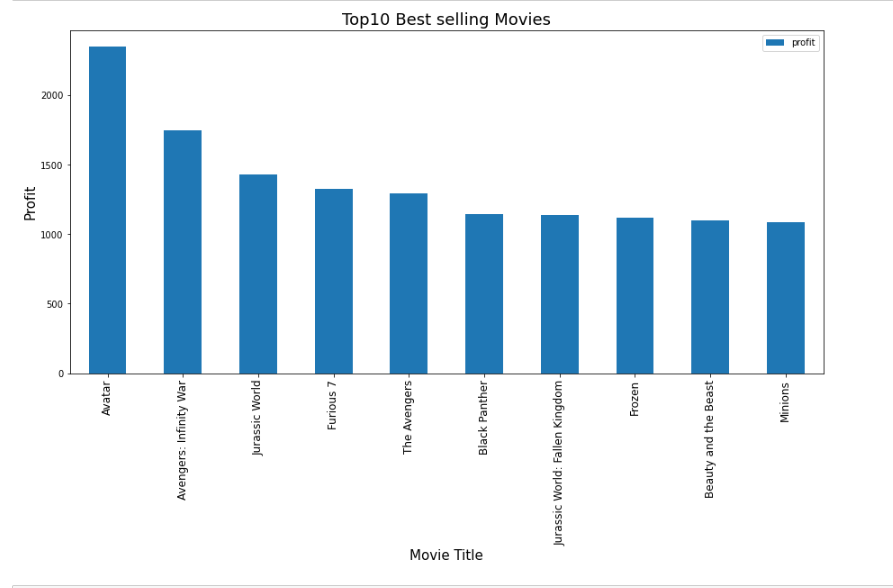 Top10 Best selling Movies
profit
Profit
2000
1500
1000
500
0
Avatar
Avengers: Infinity War
Jurassic World
Furious 7
The Avengers
Black Panther
Jurassic World: Fallen Kingdom
Frozen
Beauty and the Beast
Minions
Movie Title